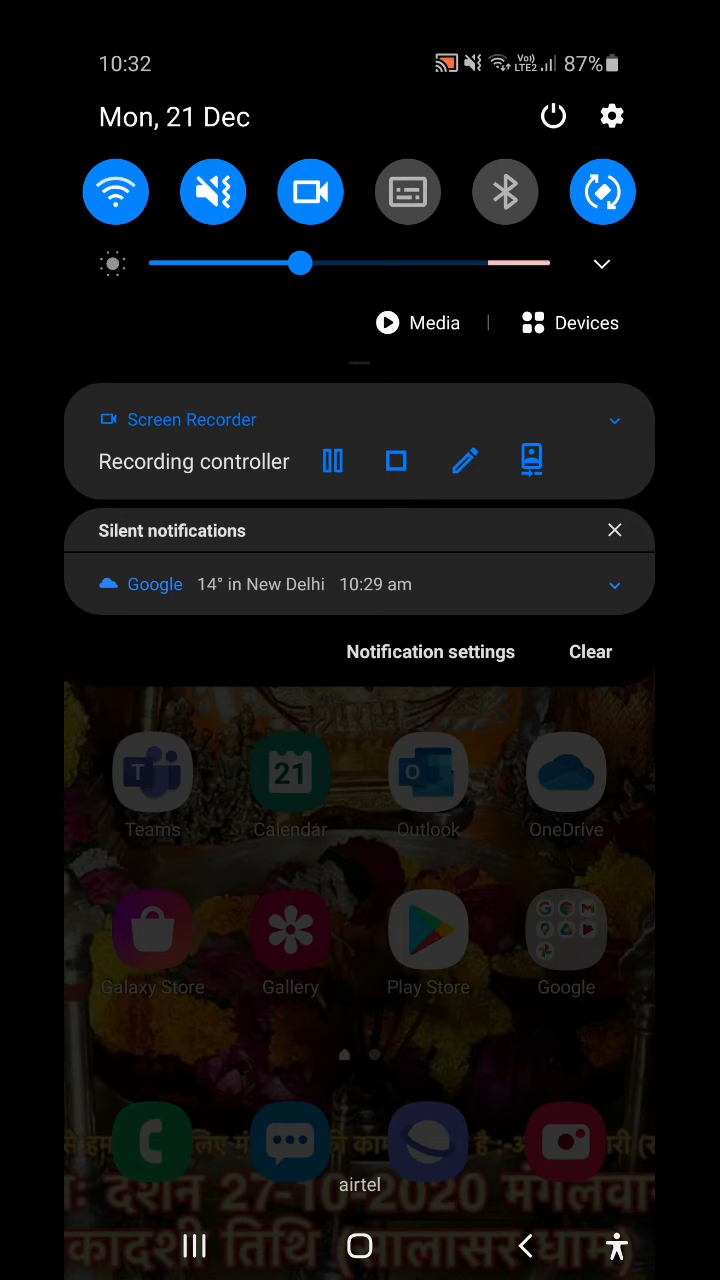 10:32
Vo)) LTE2
87%
Mon, 21 Dec
Media | Devices
Screen Recorder
Recording controller
Silent notifications
Google 14° in New Delhi 10:29 am
Notification settings Clear
T 21 O
Teams Calendar Outlook OneDrive
Galaxy Store Gallery Play Store Google
airtel
दर्शन 27-10-2020
तिथि